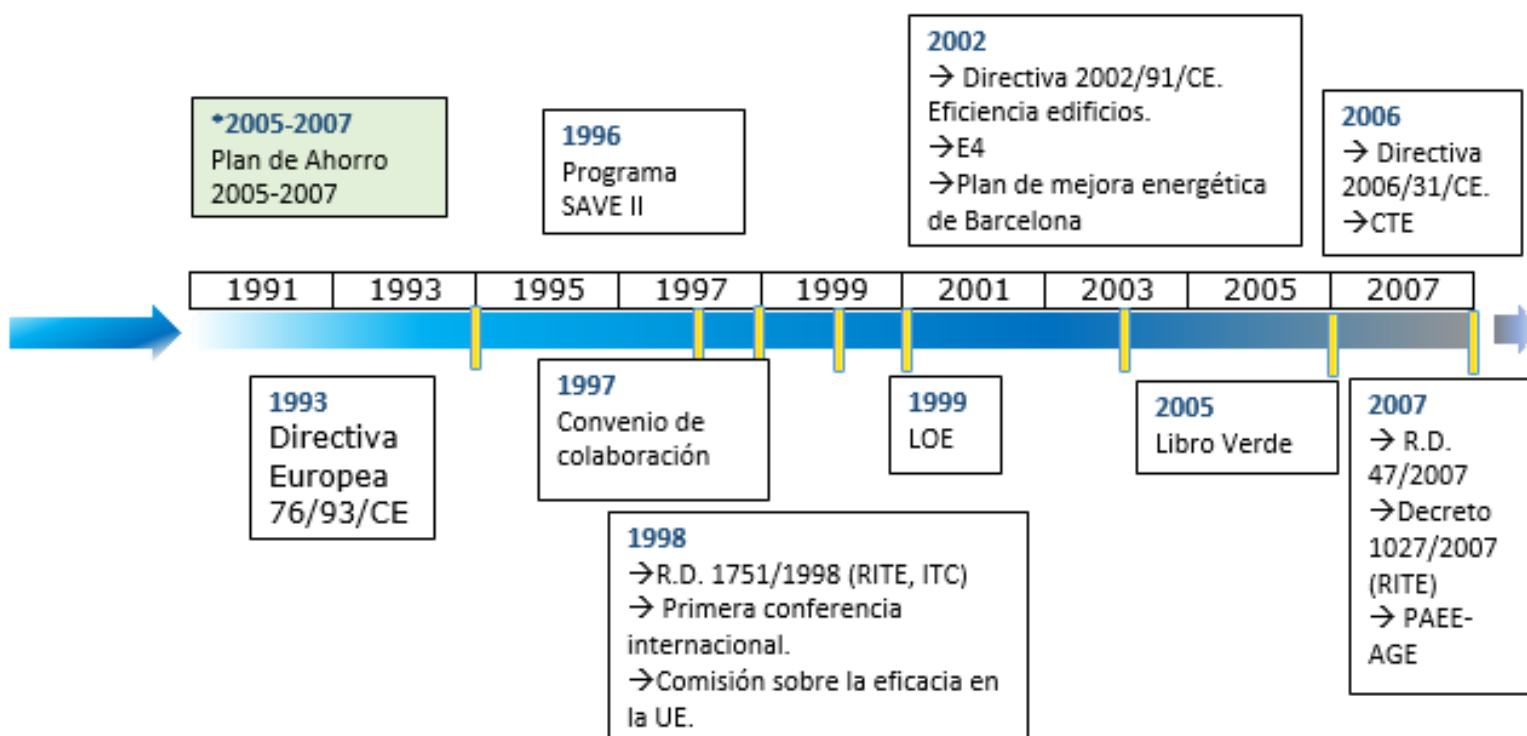 *2005-2007
Plan de Ahorro
2005-2007
1996
Programa
SAVE II
2002
→ Directiva 2002/91/CE.
Eficiencia edificios.
→E4
→Plan de mejora energética
de Barcelona
2006
→ Directiva
2006/31/CE.
→CTE
1991 1993 1995 1997 1999 2001 2003 2005 2007
1993
Directiva
Europea
76/93/CE
1997
Convenio de
colaboración
1998
→R.D. 1751/1998 (RITE, ITC)
→ Primera conferencia
internacional.
→Comisión sobre la eficacia en
la UE.
1999
LOE
2005
Libro Verde
2007
→ R.D.
47/2007
→Decreto
1027/2007
(RITE)
→ PAEE-
AGE